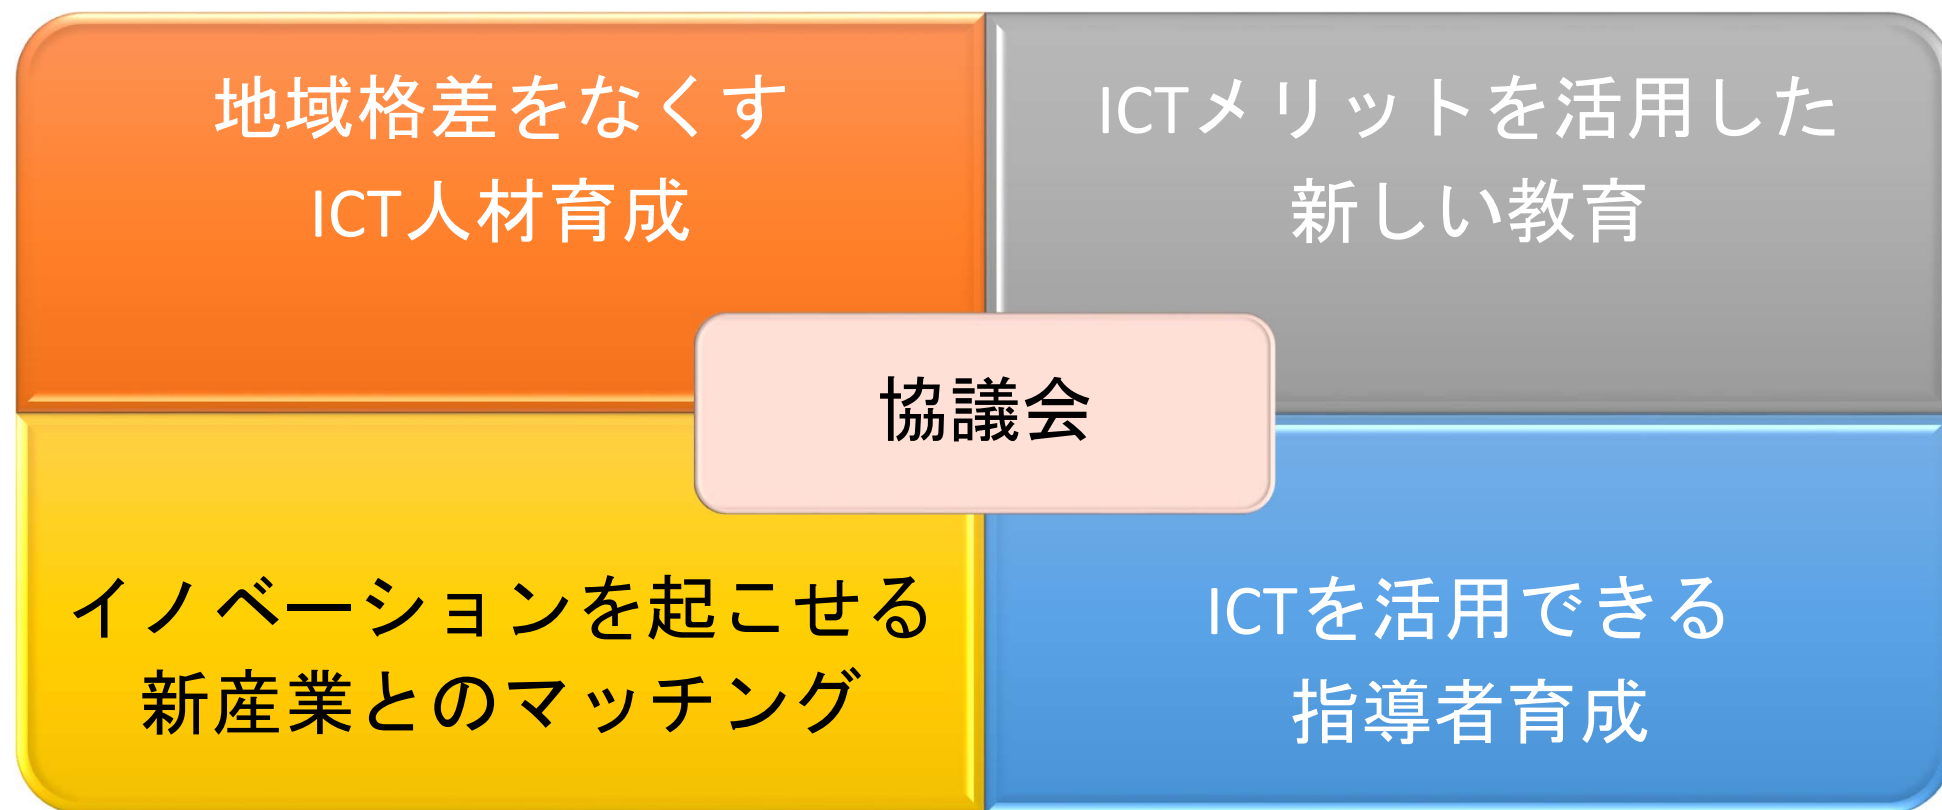 地域格差をなくす
ICT人材育成
ICTメリットを活用した
新しい教育
協議会
イノベーションを起こせる
新産業とのマッチング
ICTを活用できる
指導者育成